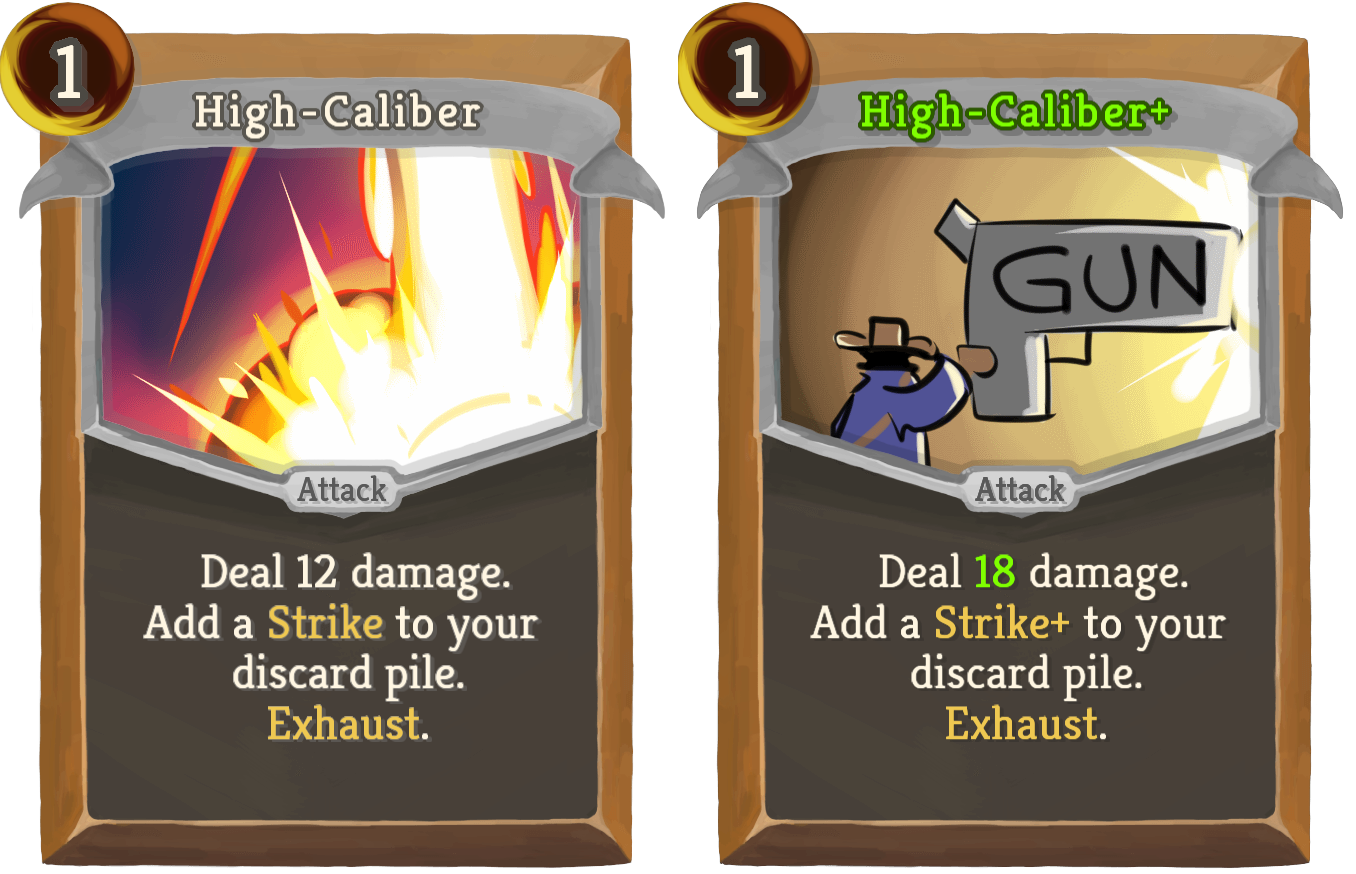 1
High-Caliber
Attack
Deal 12 damage.
Add a Strike to your
discard pile.
Exhaust.
1
High-Caliber+
GUN
Attack
Deal 18 damage.
Add a Strike+ to your
discard pile.
Exhaust.